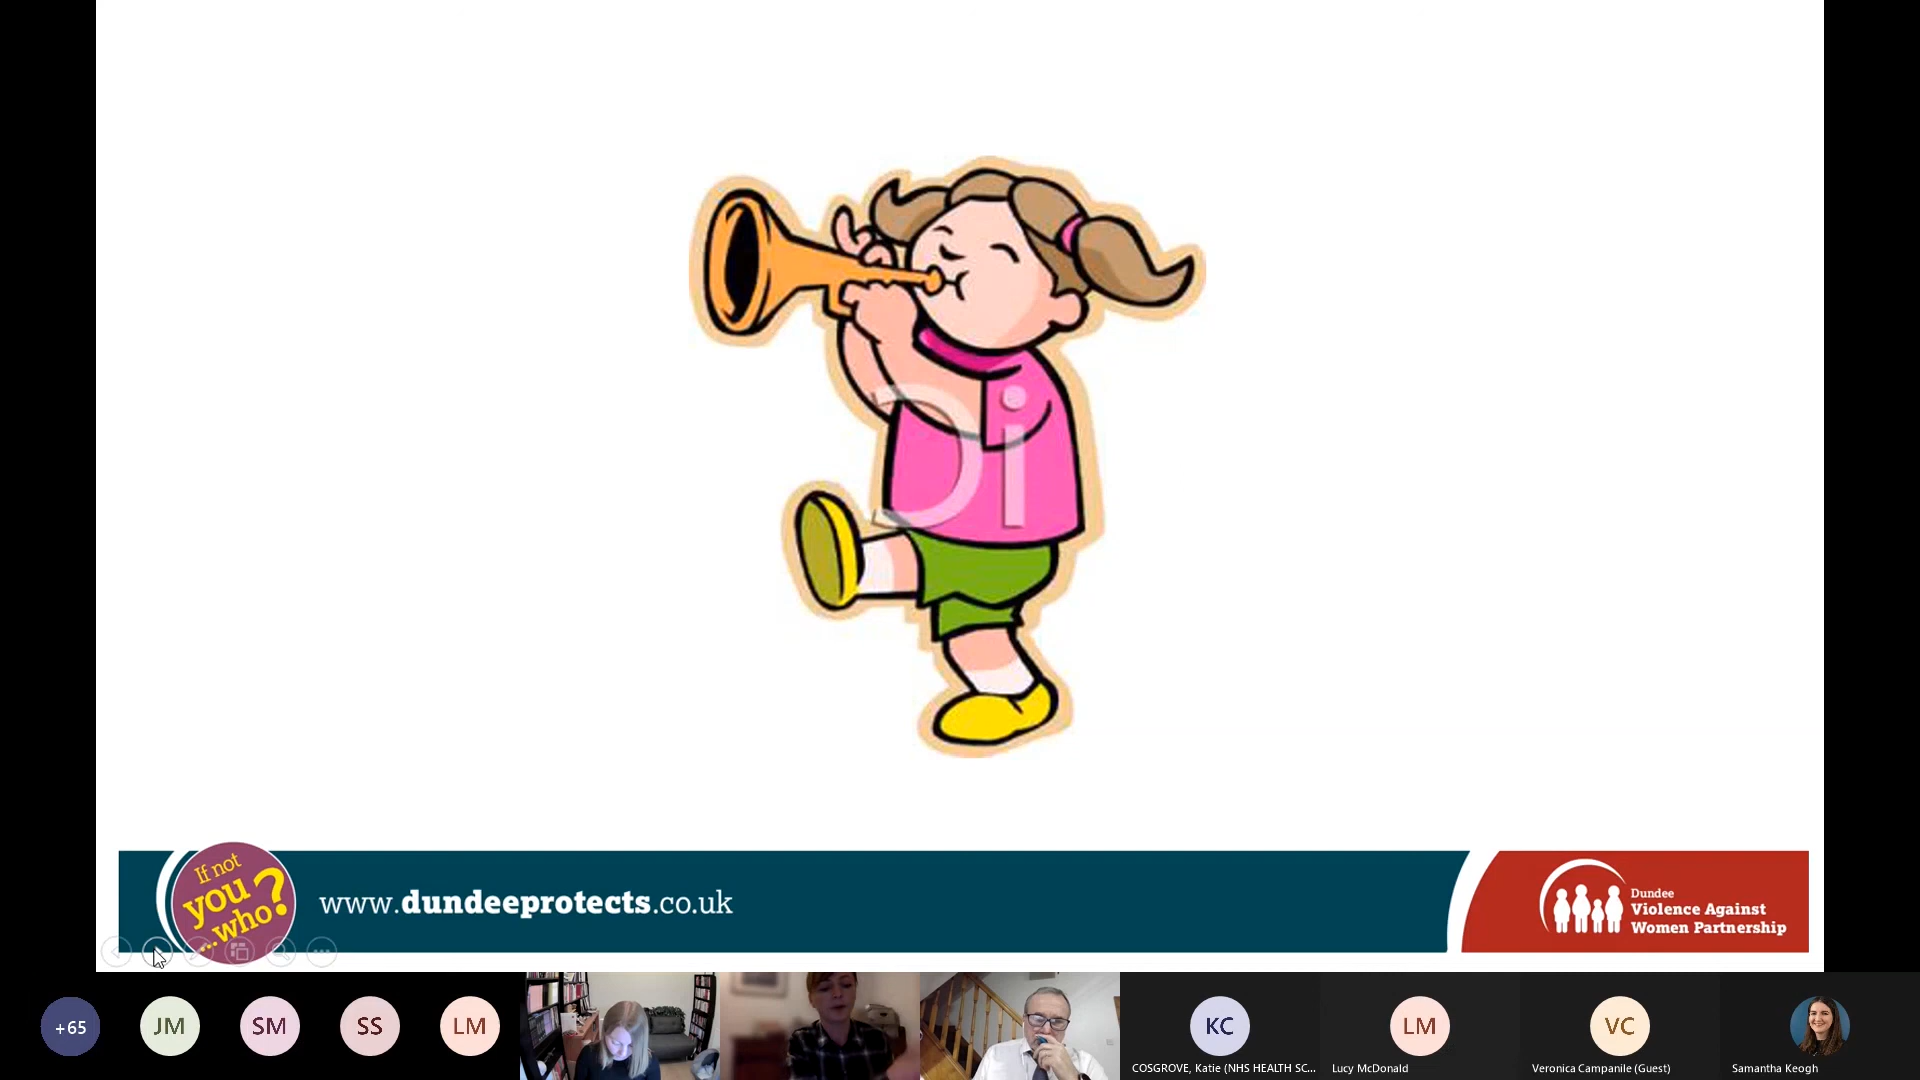 Di
If not
you
...who?
www.dundeeprotects.co.uk
Dundee
Violence Against
Women Partnership
+65
JM
SM
SS
LM
KC
LM
VC
COSGROVE, Katie (NHS HEALTH SC...
Lucy McDonald
Veronica Campanile (Guest)
Samantha Keogh